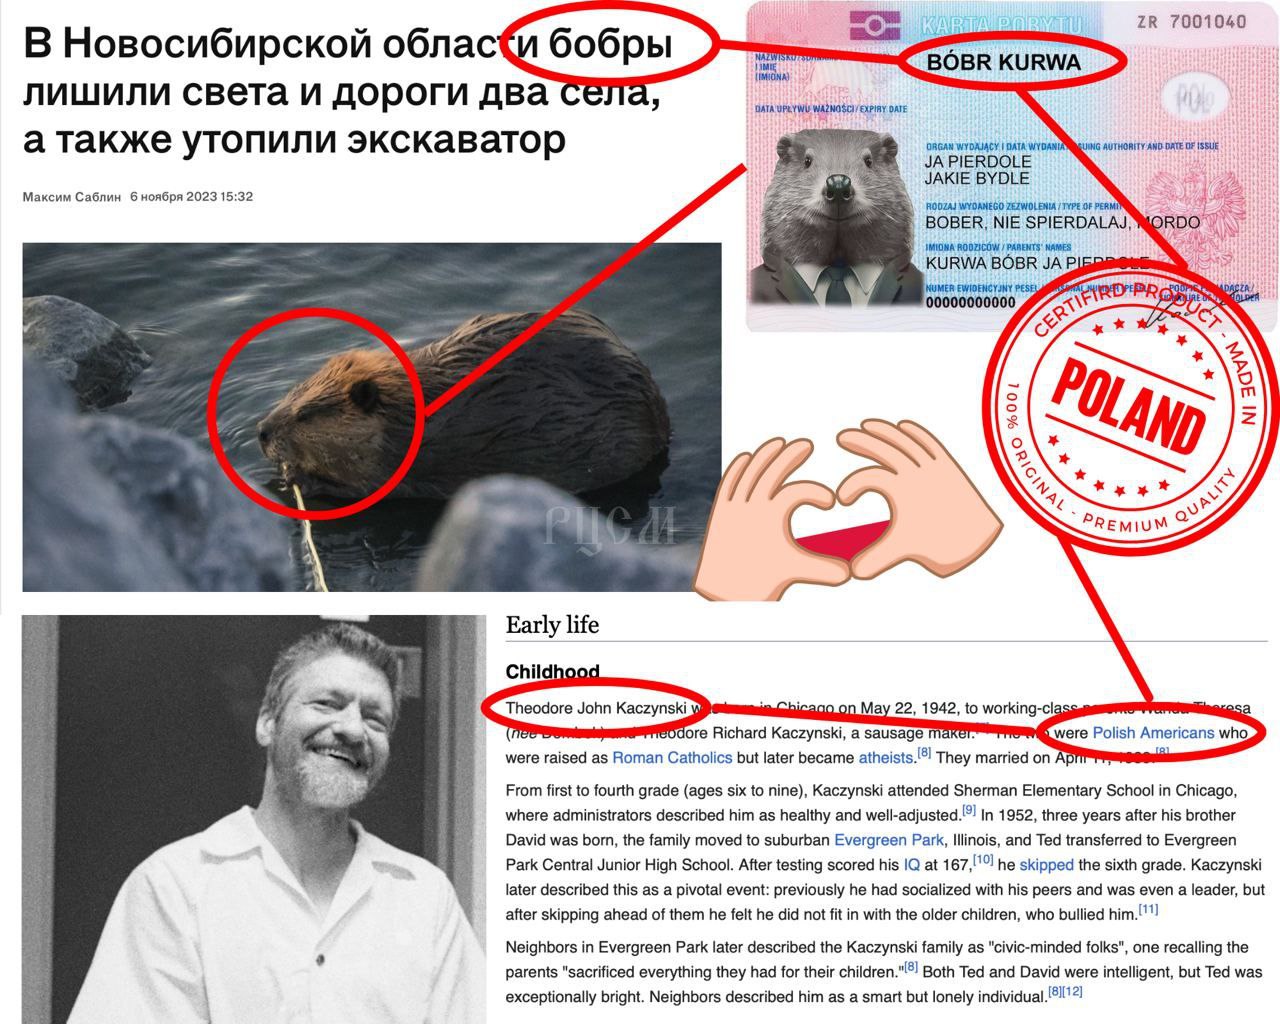 В Новосибирской области бобры
лишили света и дороги два села,
а также утопили экскаватор
Максим Саблин 6 ноября 2023 15:32
РЦСМ
KARTA POBYTU
ZR 7001040
NAZWISKO/
I IMIĘ
(IMIONA)
BÓBR KURWA
DATA UPŁYWU WAŻNOŚCI / EXPIRY DATE
POL
ORGAN WYDAJĄCY I DATA WYDANIA / ISSUING AUTHORITY AND DATE OF ISSUE
JA PIERDOLE
JAKIE BYDLE
RODZAJ WYDANEGO ZEZWOLENIA / TYPE OF PERMIT
BOBER, NIE SPIERDALAJ, MORDO
IMIONA RODZICÓW / PARENTS' NAMES
KURWA BÓBR JA PIERDOLE
NUMER EWIDENCYJNY PESEL / PERSONAL NUMBER PESEL
00000000000
CERTIFIRD PRODUCT - MADE IN
POLAND
100% ORIGINAL - PREMIUM QUALITY
Early life
Childhood
Theodore John Kaczynski was born in Chicago on May 22, 1942, to working-class parents Wanda Theresa
(née Dombek) and Theodore Richard Kaczynski, a sausage maker. The two were Polish Americans who
were raised as Roman Catholics but later became atheists.[8] They married on April 11, 1939.[8]
From first to fourth grade (ages six to nine), Kaczynski attended Sherman Elementary School in Chicago,
where administrators described him as healthy and well-adjusted.[9] In 1952, three years after his brother
David was born, the family moved to suburban Evergreen Park, Illinois, and Ted transferred to Evergreen
Park Central Junior High School. After testing scored his IQ at 167,[10] he skipped the sixth grade. Kaczynski
later described this as a pivotal event: previously he had socialized with his peers and was even a leader, but
after skipping ahead of them he felt he did not fit in with the older children, who bullied him.[11]
Neighbors in Evergreen Park later described the Kaczynski family as "civic-minded folks", one recalling the
parents "sacrificed everything they had for their children."[8] Both Ted and David were intelligent, but Ted was
exceptionally bright. Neighbors described him as a smart but lonely individual.[8][12]